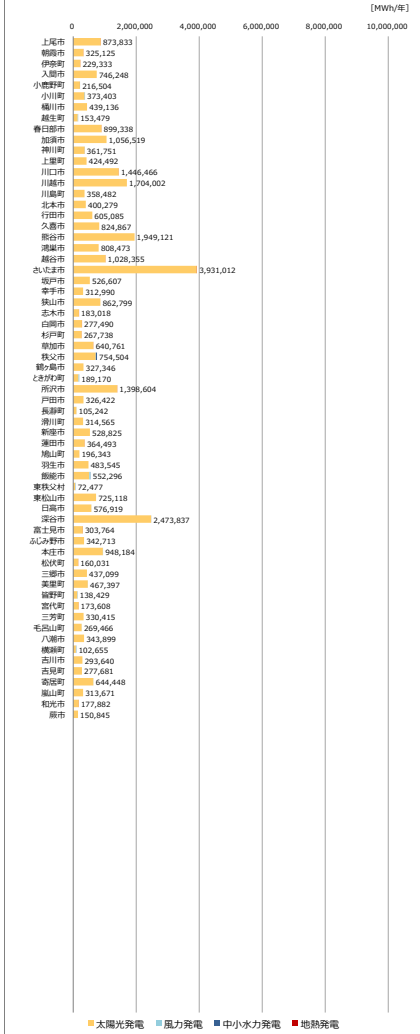 [MWh/年]
0 2,000,000 4,000,000 6,000,000 8,000,000 10,000,000
上尾市 873,833
朝霞市 325,125
伊奈町 229,333
入間市 746,248
小鹿野町 216,504
小川町 373,403
桶川市 439,136
越生町 153,479
春日部市 899,338
加須市 1,056,519
神川町 361,751
上里町 424,492
川口市 1,446,466
川越市 1,704,002
川島町 358,482
北本市 400,279
行田市 605,085
久喜市 824,867
熊谷市 1,949,121
鴻巣市 808,473
越谷市 1,028,355
さいたま市 3,931,012
坂戸市 526,607
幸手市 312,990
狭山市 862,799
志木市 183,018
白岡市 277,490
杉戸町 267,738
草加市 640,761
秩父市 754,504
鶴ヶ島市 327,346
ときがわ町 189,170
所沢市 1,398,604
戸田市 326,422
長瀞町 105,242
滑川町 314,565
新座市 528,825
蓮田市 364,493
鳩山町 196,343
羽生市 483,545
飯能市 552,296
東秩父村 72,477
東松山市 725,118
日高市 576,919
深谷市 2,473,837
富士見市 303,764
ふじみ野市 342,713
本庄市 948,184
松伏町 160,031
三郷市 437,099
美里町 467,397
皆野町 138,429
宮代町 173,608
三芳町 330,415
毛呂山町 269,466
八潮市 343,899
横瀬町 102,655
吉川市 293,640
吉見町 277,681
寄居町 644,448
嵐山町 313,671
和光市 177,882
蕨市 150,845
太陽光発電 風力発電 中小水力発電 地熱発電